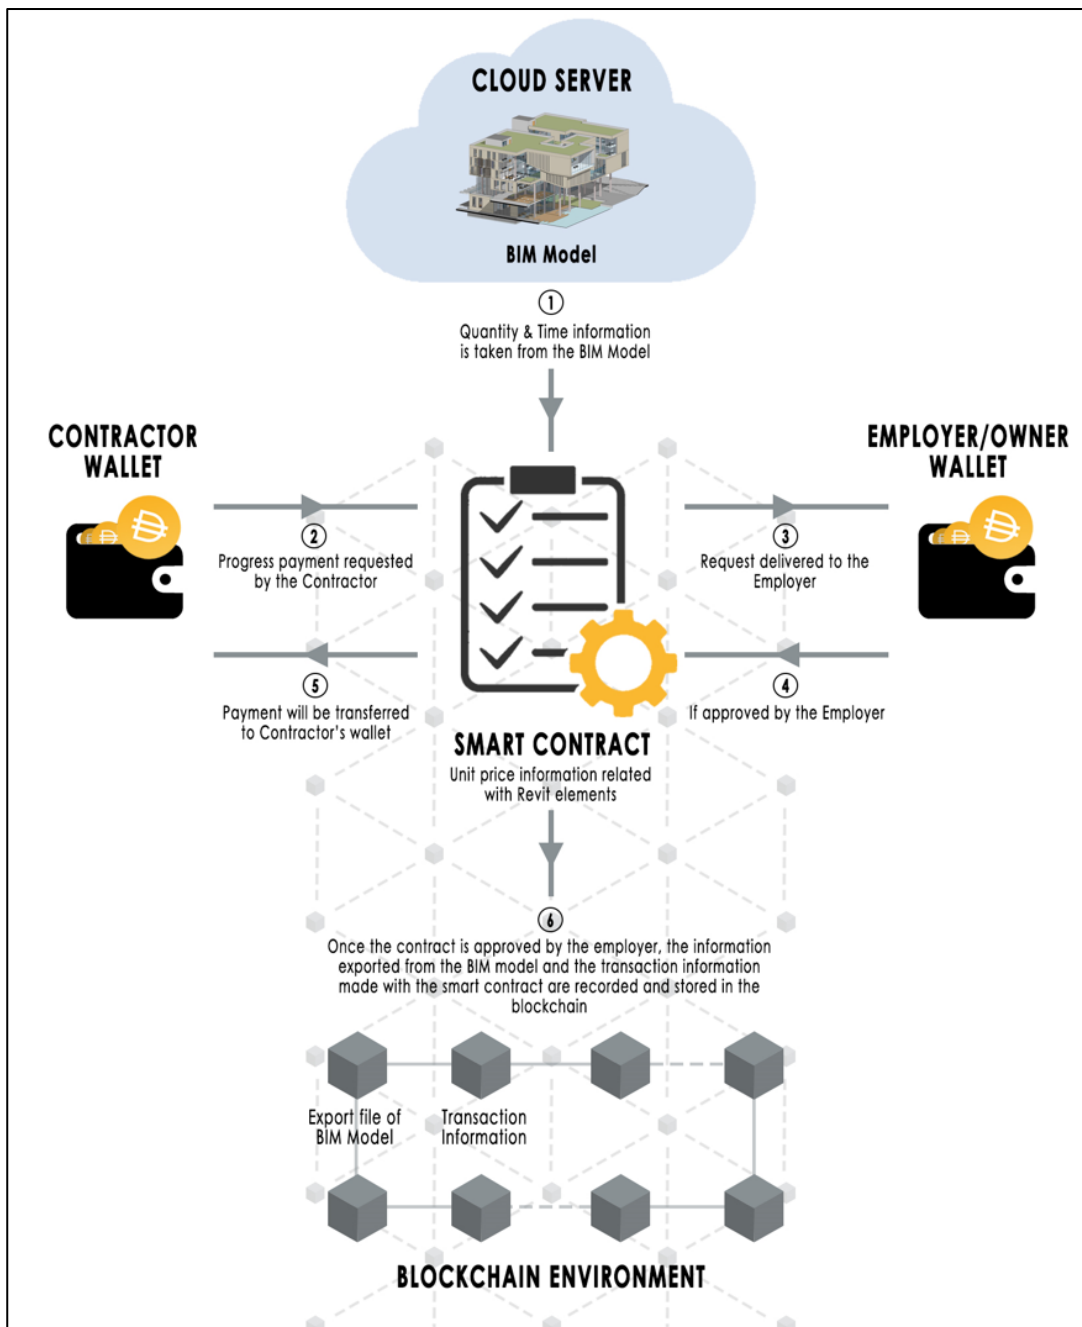 CLOUD SERVER
BIM Model
1
Quantity & Time information
is taken from the BIM Model
CONTRACTOR
WALLET
EMPLOYER/OWNER
WALLET
2
Progress payment requested
by the Contractor
3
Request delivered to the
Employer
5
Payment will be transferred
to Contractor's wallet
4
If approved by the Employer
SMART CONTRACT
Unit price information related
with Revit elements
6
Once the contract is approved by the employer, the information
exported from the BIM model and the transaction information
made with the smart contract are recorded and stored in the
blockchain
Export file of
BIM Model
Transaction
Information
BLOCKCHAIN ENVIRONMENT